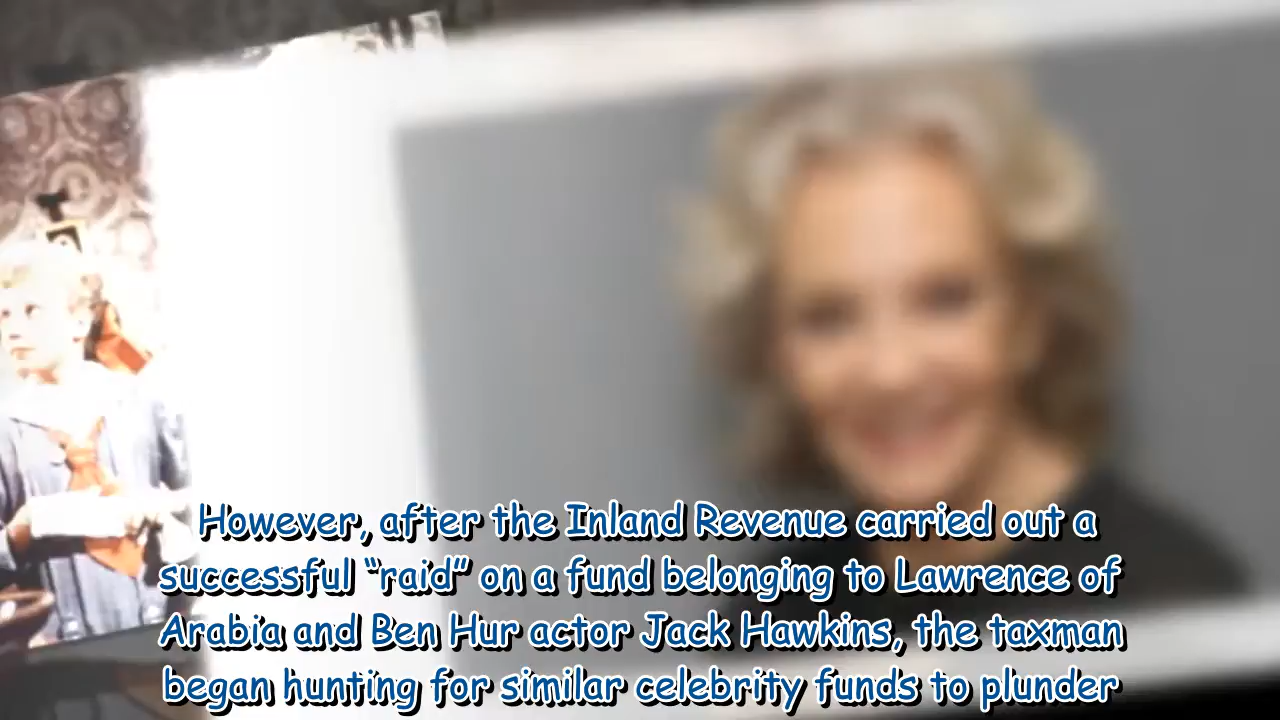 However, after the Inland Revenue carried out a
successful “raid” on a fund belonging to Lawrence of
Arabia and Ben Hur actor Jack Hawkins, the taxman
began hunting for similar celebrity funds to plunder